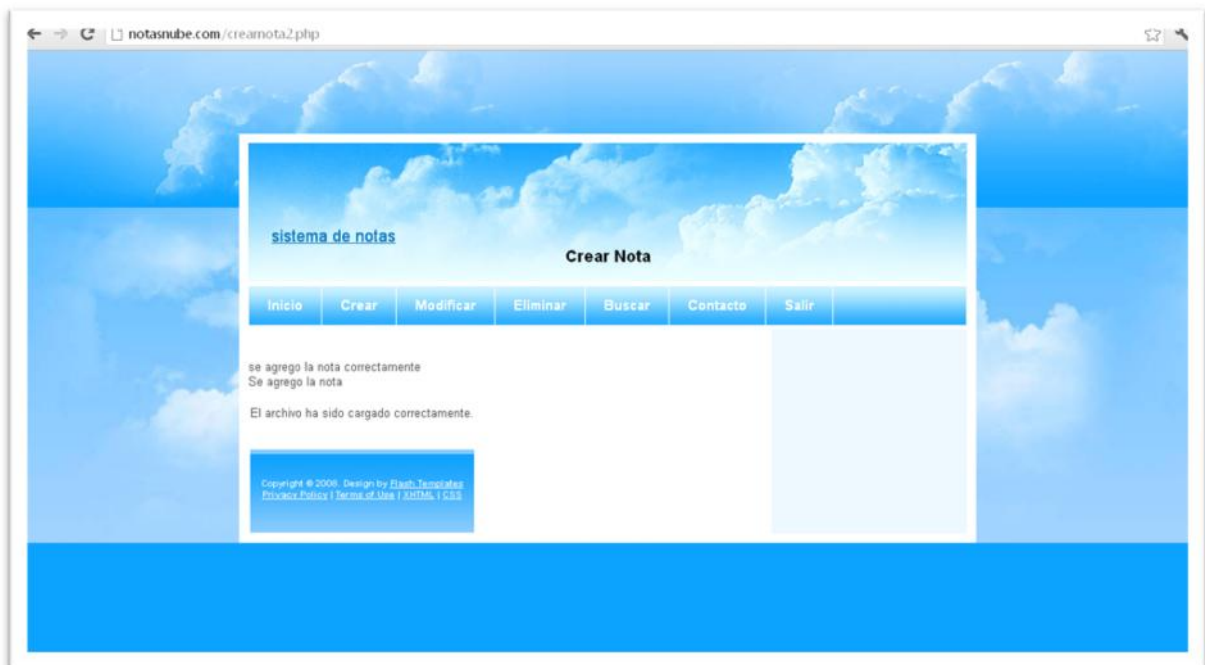 notasnube.com/crearnota2.php
sistema de notas
Crear Nota
Inicio
Crear
Modificar
Eliminar
Buscar
Contacto
Salir
se agrego la nota correctamente
Se agrego la nota
El archivo ha sido cargado correctamente.
Copyright © 2008. Design by Flash Templates
Privacy Policy | Terms of Use | XHTML | CSS